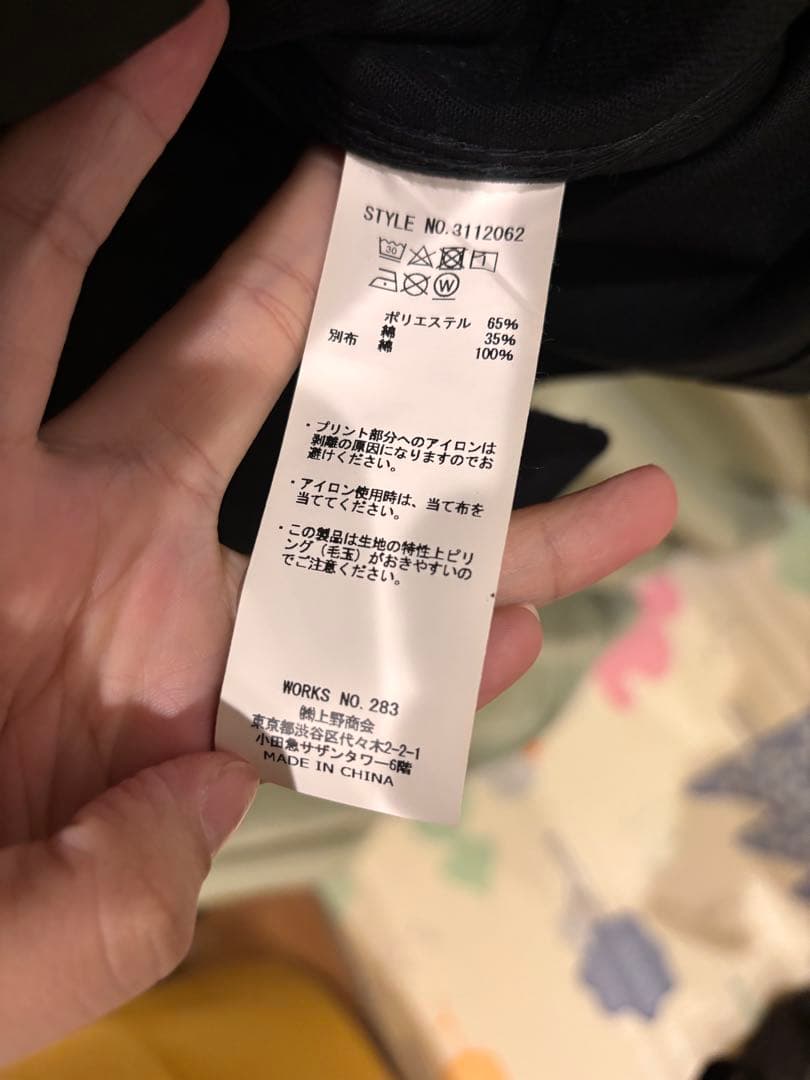 STYLE NO.3112062
30
W
ポリエステル 65%
綿 35%
別布 綿 100%
・プリント部分へのアイロンは
剥離の原因になりますのでお
避けください。
・アイロン使用時は、当て布を
当ててください。
・この製品は生地の特性上ピリ
ング（毛玉）がおきやすいの
でご注意ください。
WORKS NO.283
㈱上野商会
東京都渋谷区代々木2-2-1
小田急サザンタワー6階
MADE IN CHINA